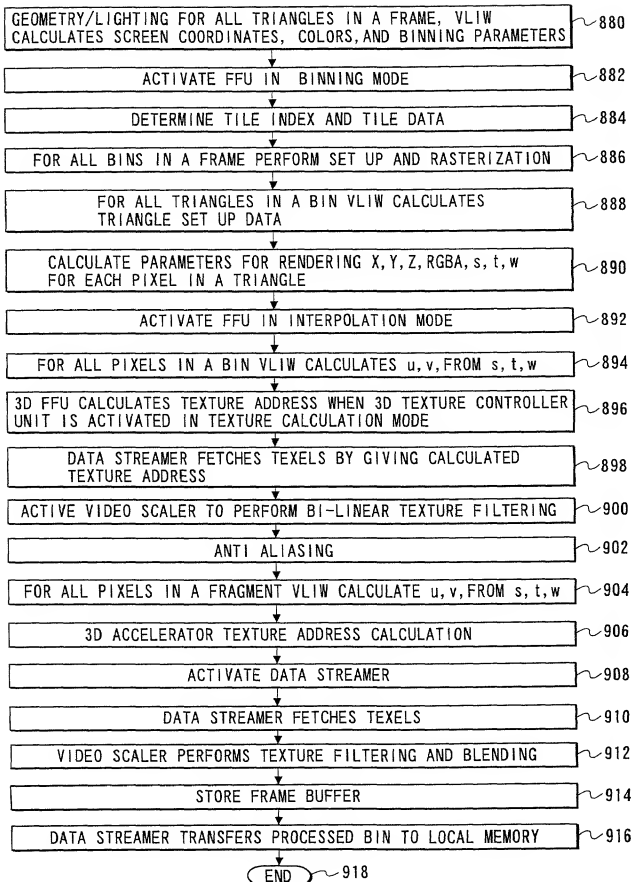 GEOMETRY/LIGHTING FOR ALL TRIANGLES IN A FRAME, VLIW
CALCULATES SCREEN COORDINATES, COLORS, AND BINNING PARAMETERS
880
ACTIVATE FFU IN BINNING MODE
882
DETERMINE TILE INDEX AND TILE DATA
884
FOR ALL BINS IN A FRAME PERFORM SET UP AND RASTERIZATION
886
FOR ALL TRIANGLES IN A BIN VLIW CALCULATES
TRIANGLE SET UP DATA
888
CALCULATE PARAMETERS FOR RENDERING X, Y, Z, RGBA, s, t, w
FOR EACH PIXEL IN A TRIANGLE
890
ACTIVATE FFU IN INTERPOLATION MODE
892
FOR ALL PIXELS IN A BIN VLIW CALCULATES u, v, FROM s, t, w
894
3D FFU CALCULATES TEXTURE ADDRESS WHEN 3D TEXTURE CONTROLLER
UNIT IS ACTIVATED IN TEXTURE CALCULATION MODE
896
DATA STREAMER FETCHES TEXELS BY GIVING CALCULATED
TEXTURE ADDRESS
898
ACTIVE VIDEO SCALER TO PERFORM BI-LINEAR TEXTURE FILTERING
900
ANTI ALIASING
902
FOR ALL PIXELS IN A FRAGMENT VLIW CALCULATE u, v, FROM s, t, w
904
3D ACCELERATOR TEXTURE ADDRESS CALCULATION
906
ACTIVATE DATA STREAMER
908
DATA STREAMER FETCHES TEXELS
910
VIDEO SCALER PERFORMS TEXTURE FILTERING AND BLENDING
912
STORE FRAME BUFFER
914
DATA STREAMER TRANSFERS PROCESSED BIN TO LOCAL MEMORY
916
END
918